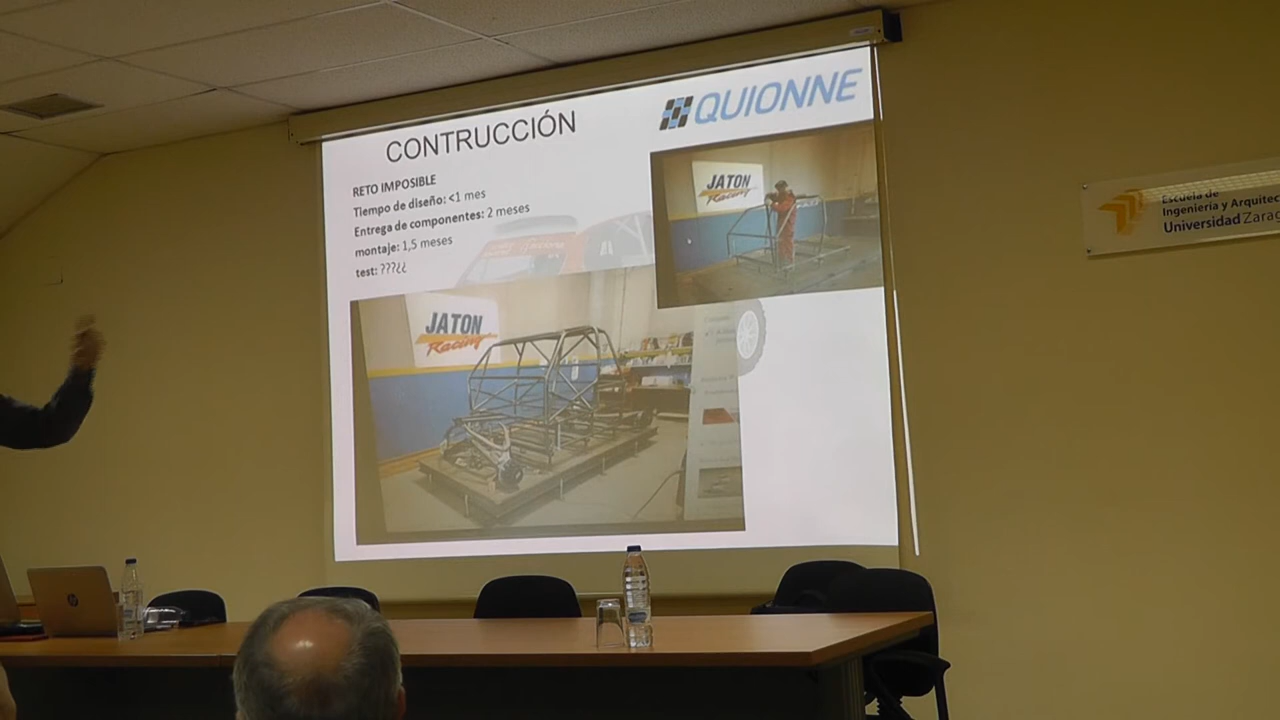 CONTRUCCIÓN
QUIONNE
RETO IMPOSIBLE
Tiempo de diseño: <1 mes
Entrega de componentes: 2 meses
montaje: 1,5 meses
test: ???¿¿
JATON
Racing
JATON
Racing
hp
Escuela de
Ingeniería y Arquitec
Universidad Zarag